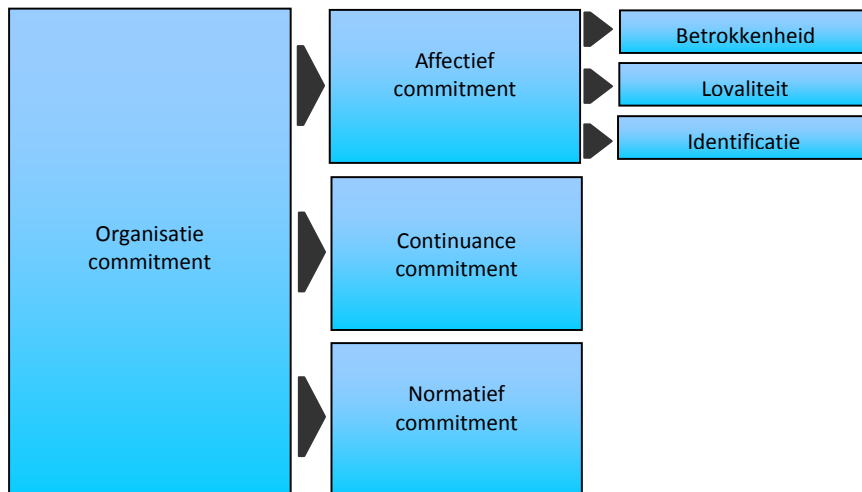 Organisatie
commitment
Affectief
commitment
Betrokkenheid
Lovaliteit
Identificatie
Continuance
commitment
Normatief
commitment